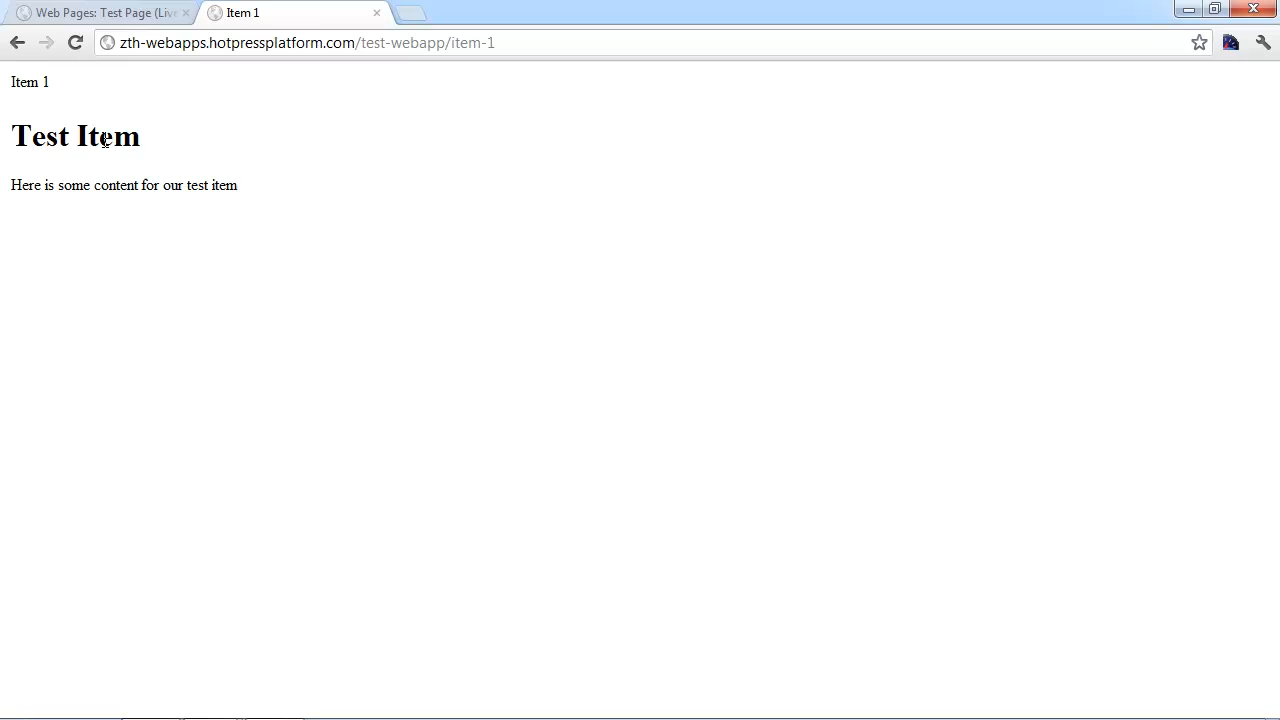 Web Pages: Test Page (Live
Item 1
zth-webapps.hotpressplatform.com/test-webapp/item-1
Item 1
Test Item
Here is some content for our test item